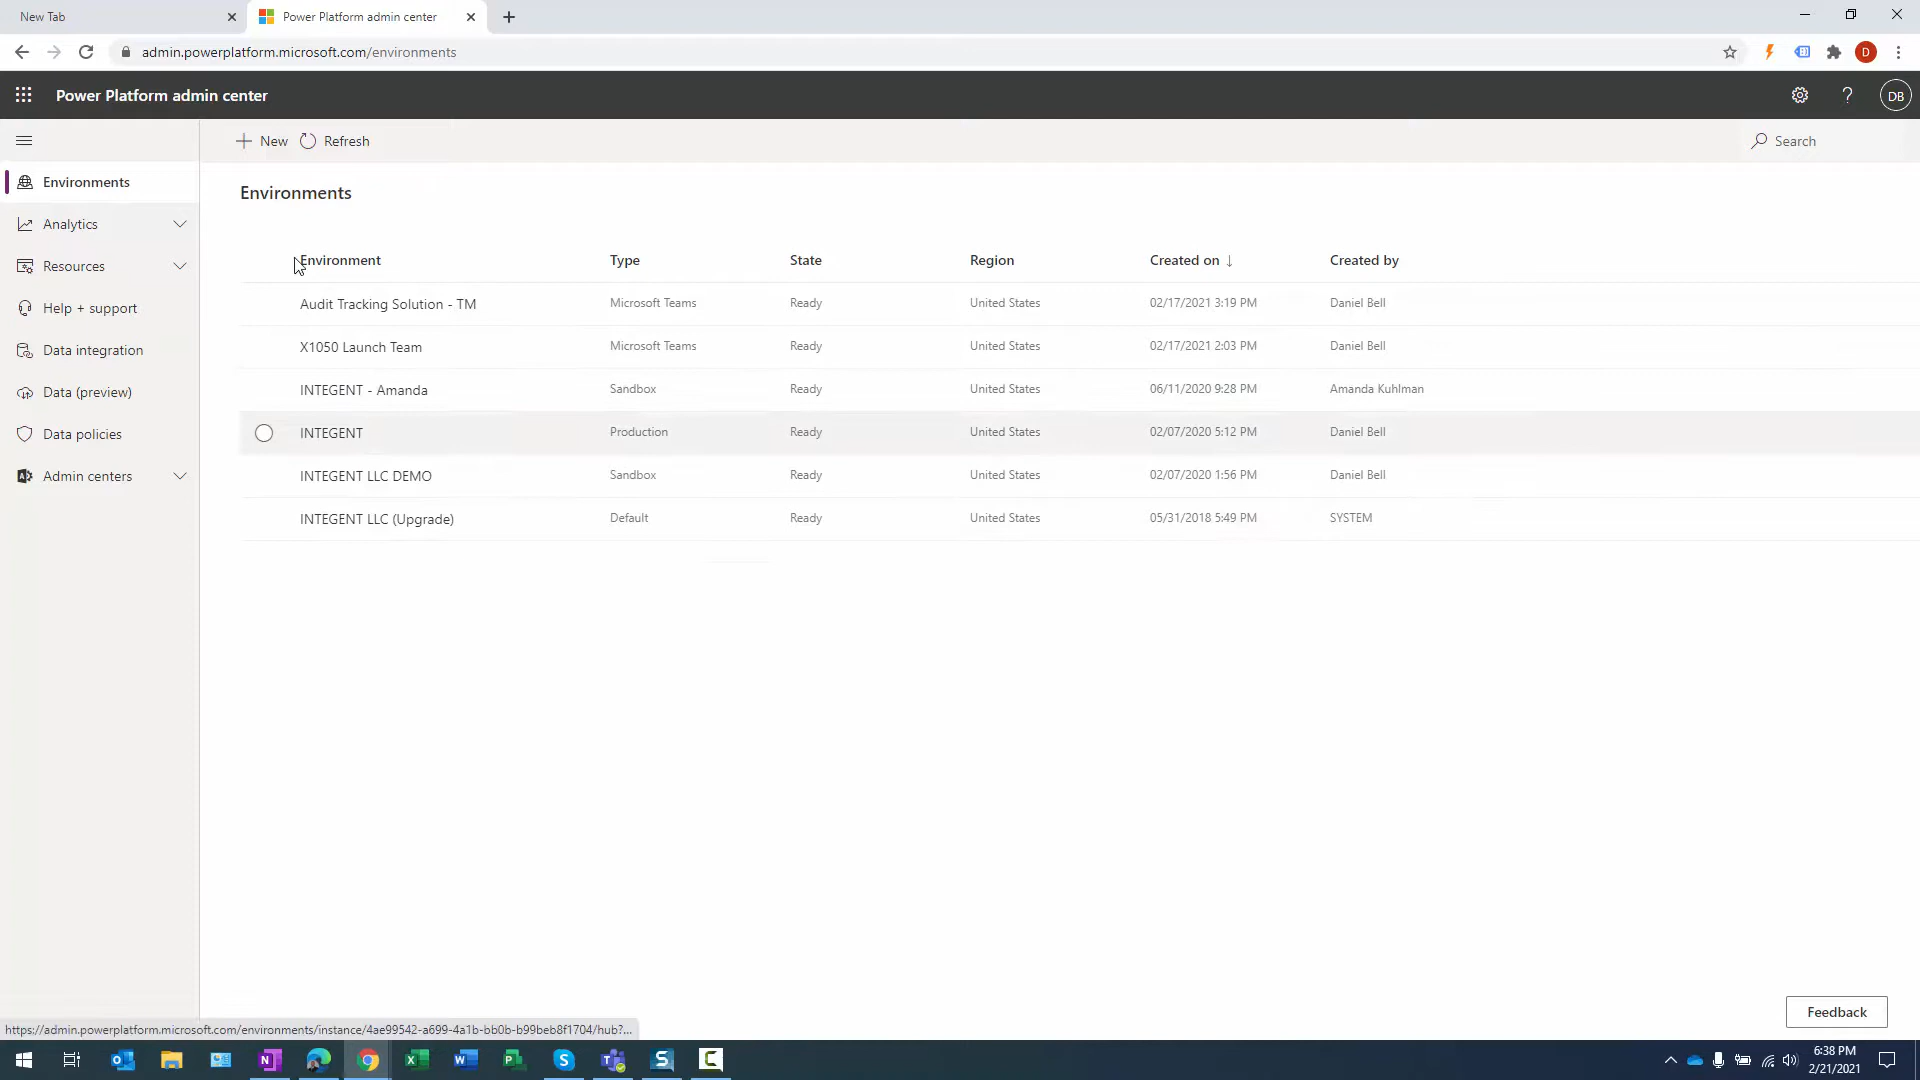 New Tab
Power Platform admin center
admin.powerplatform.microsoft.com/environments
D
Power Platform admin center
DB
New
Refresh
Search
Environments
Analytics
Resources
Help + support
Data integration
Data (preview)
Data policies
Admin centers
Environments
Environment Type State Region Created on ↓ Created by
Audit Tracking Solution - TM Microsoft Teams Ready United States 02/17/2021 3:19 PM Daniel Bell
X1050 Launch Team Microsoft Teams Ready United States 02/17/2021 2:03 PM Daniel Bell
INTEGENT - Amanda Sandbox Ready United States 06/11/2020 9:28 PM Amanda Kuhlman
INTEGENT Production Ready United States 02/07/2020 5:12 PM Daniel Bell
INTEGENT LLC DEMO Sandbox Ready United States 02/07/2020 1:56 PM Daniel Bell
INTEGENT LLC (Upgrade) Default Ready United States 05/31/2018 5:49 PM SYSTEM
Feedback
https://admin.powerplatform.microsoft.com/environments/instance/4ae99542-a699-4a1b-bb0b-b99beb8f1704/hub?...
6:38 PM
2/21/2021